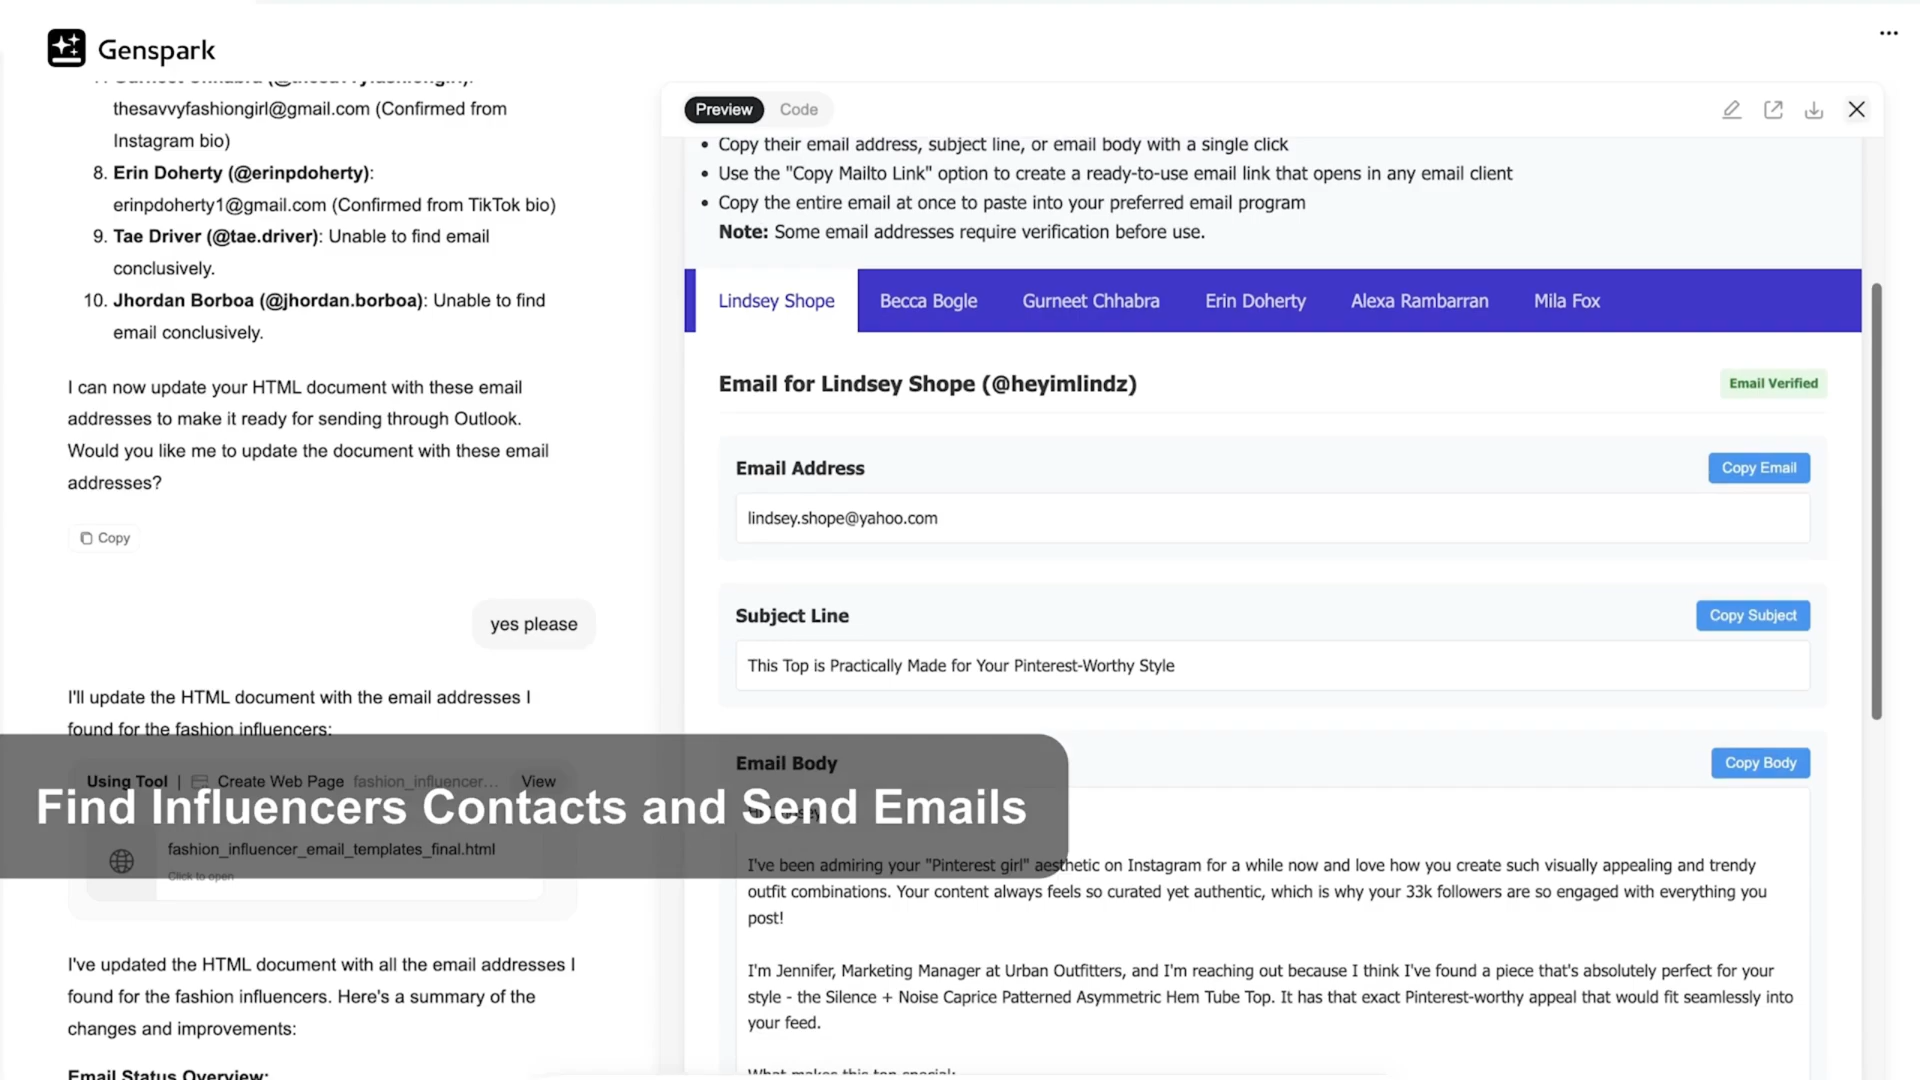 Genspark
thesavvyfashiongirl@gmail.com (Confirmed from
Instagram bio)
8. Erin Doherty (@erinpdoherty):
erinpdoherty1@gmail.com (Confirmed from TikTok bio)
9. Tae Driver (@tae.driver): Unable to find email
conclusively.
10. Jhordan Borboa (@jhordan.borboa): Unable to find
email conclusively.
I can now update your HTML document with these email
addresses to make it ready for sending through Outlook.
Would you like me to update the document with these email
addresses?
Copy
yes please
I'll update the HTML document with the email addresses I
found for the fashion influencers:
Using Tool | Create Web Page fashion_influencer... View
Find Influencers Contacts and Send Emails
fashion_influencer_email_templates_final.html
Click to open
I've updated the HTML document with all the email addresses I
found for the fashion influencers. Here's a summary of the
changes and improvements:
Email Status Overview:
Preview Code
• Copy their email address, subject line, or email body with a single click
• Use the "Copy Mailto Link" option to create a ready-to-use email link that opens in any email client
• Copy the entire email at once to paste into your preferred email program
Note: Some email addresses require verification before use.
Lindsey Shope Becca Bogle Gurneet Chhabra Erin Doherty Alexa Rambarran Mila Fox
Email for Lindsey Shope (@heyimlindz) Email Verified
Email Address Copy Email
lindsey.shope@yahoo.com
Subject Line Copy Subject
This Top is Practically Made for Your Pinterest-Worthy Style
Email Body Copy Body
I've been admiring your "Pinterest girl" aesthetic on Instagram for a while now and love how you create such visually appealing and trendy
outfit combinations. Your content always feels so curated yet authentic, which is why your 33k followers are so engaged with everything you
post!
I'm Jennifer, Marketing Manager at Urban Outfitters, and I'm reaching out because I think I've found a piece that's absolutely perfect for your
style - the Silence + Noise Caprice Patterned Asymmetric Hem Tube Top. It has that exact Pinterest-worthy appeal that would fit seamlessly into
your feed.
What makes this top special: